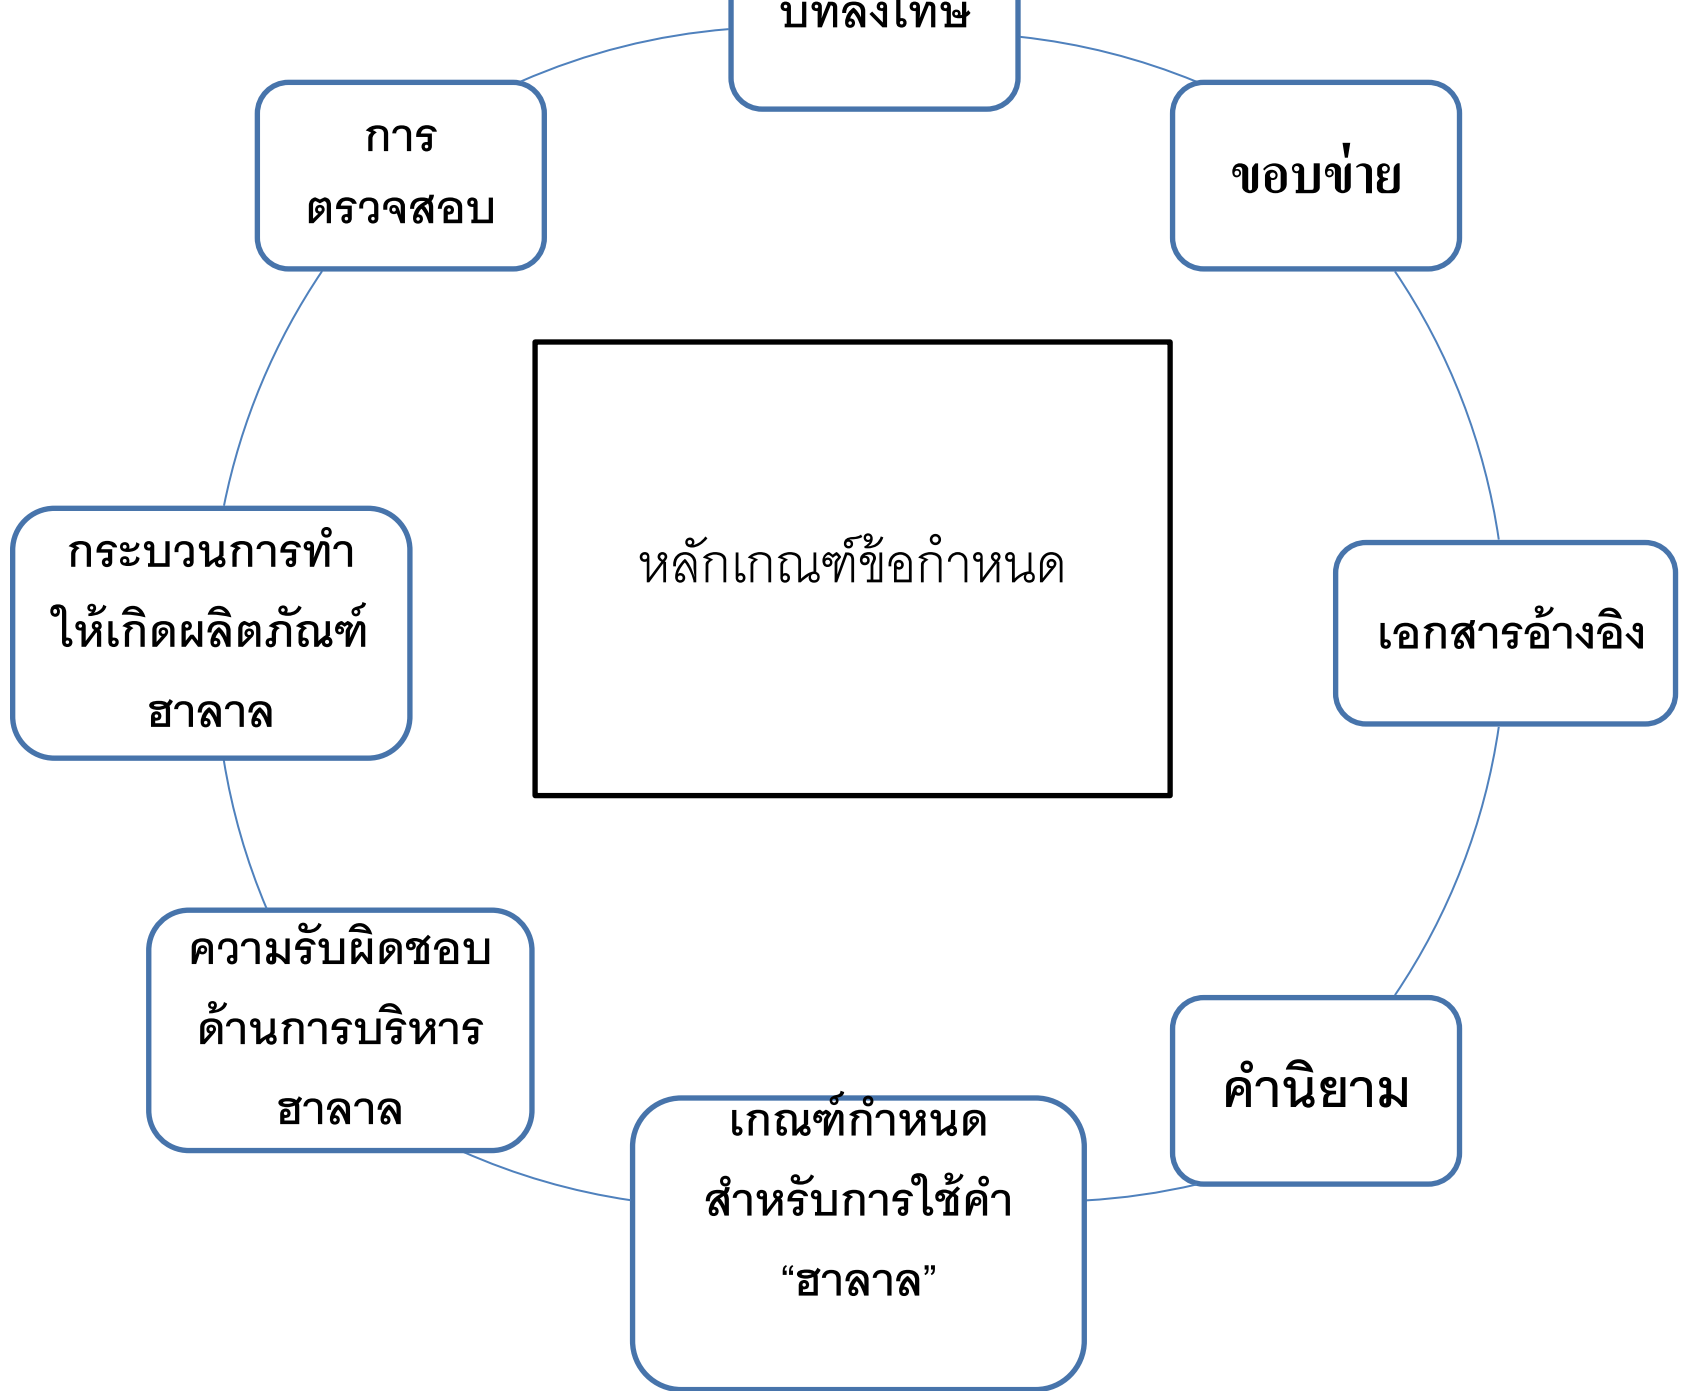 บทลงโทษ
ขอบข่าย
เอกสารอ้างอิง
คำนิยาม
เกณฑ์กำหนด
สำหรับการใช้คำ
“ฮาลาล”
ความรับผิดชอบ
ด้านการบริหาร
ฮาลาล
กระบวนการทำ
ให้เกิดผลิตภัณฑ์
ฮาลาล
การ
ตรวจสอบ
หลักเกณฑ์ข้อกำหนด